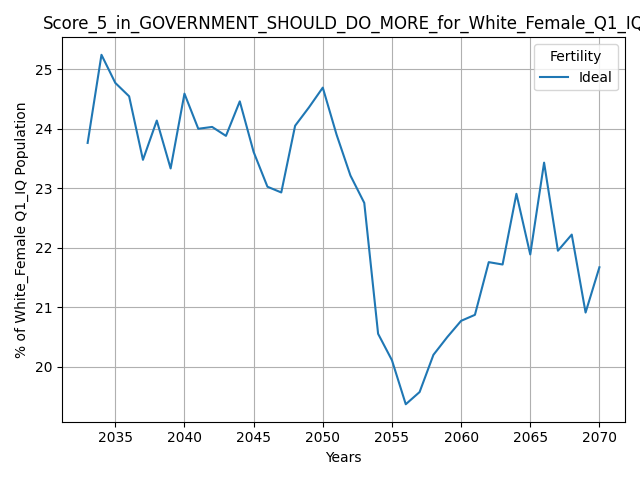 Score_5_in_GOVERNMENT_SHOULD_DO_MORE_for_White_Female_Q1_IQ
Fertility
Ideal
% of White_Female Q1_IQ Population
25
24
23
22
21
20
2035 2040 2045 2050 2055 2060 2065 2070
Years